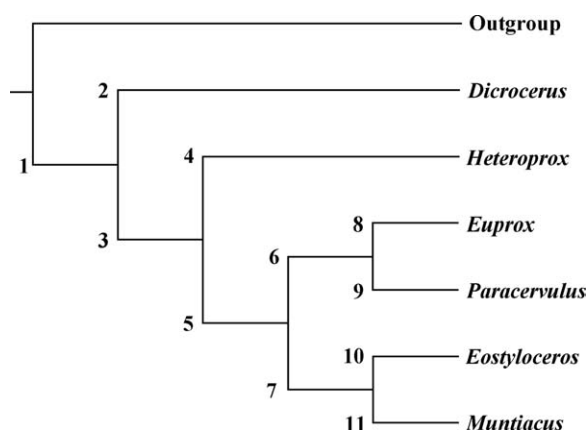 Outgroup
2 Dicrocerus
1 4 Heteroprox
8 Euprox
3 6
9 Paracervulus
5
10 Eostyloceros
7
11 Muntiacus